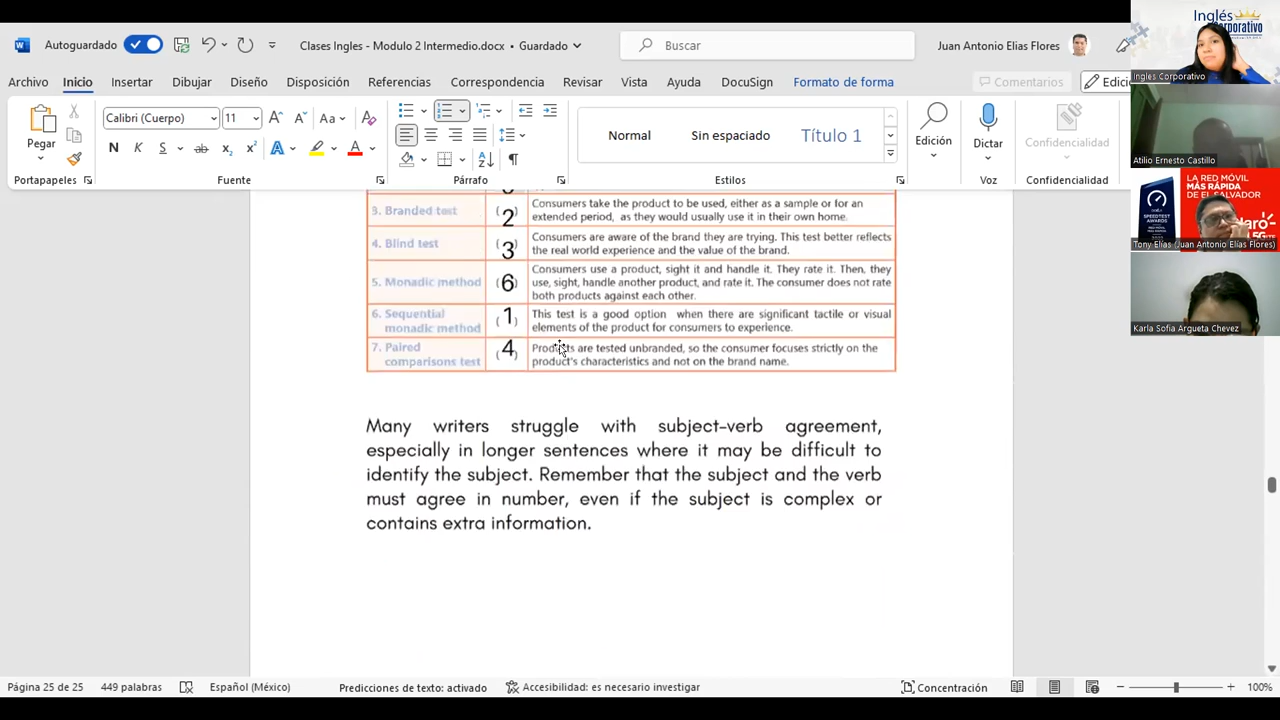 Autoguardado
Clases Ingles - Modulo 2 Intermedio.docx • Guardado
Buscar
Juan Antonio Elias Flores
Archivo Inicio Insertar Dibujar Diseño Disposición Referencias Correspondencia Revisar Vista Ayuda DocuSign Formato de forma
Comentarios
Edici
Calibri (Cuerpo) 11
Pegar
Normal
Sin espaciado
Título 1
Edición
Dictar
Confidencialidad
Portapapeles Fuente Párrafo Estilos Voz Confidencialidad
3. Branded test (2) Consumers take the product to be used, either as a sample or for an
extended period, as they would usually use it in their own home.
4. Blind test (3) Consumers are aware of the brand they are trying. This test better reflects
the real world experience and the value of the brand.
5. Monadic method (6) Consumers use a product, sight it and handle it. They rate it. Then, they
use, sight, handle another product, and rate it. The consumer does not rate
both products against each other.
6. Sequential
monadic method (1) This test is a good option when there are significant tactile or visual
elements of the product for consumers to experience.
7. Paired
comparisons test (4) Products are tested unbranded, so the consumer focuses strictly on the
product's characteristics and not on the brand name.
Many writers struggle with subject-verb agreement,
especially in longer sentences where it may be difficult to
identify the subject. Remember that the subject and the verb
must agree in number, even if the subject is complex or
contains extra information.
Página 25 de 25 449 palabras Español (México) Predicciones de texto: activado Accesibilidad: es necesario investigar Concentración 100%
Inglés
Corporativo
Ingles Corporativo
Atilio Ernesto Castillo
LA RED MÓVIL
MÁS RÁPIDA
DE EL SALVADOR
Claro
Tony Elías (Juan Antonio Elías Flores)
Karla Sofia Argueta Chevez